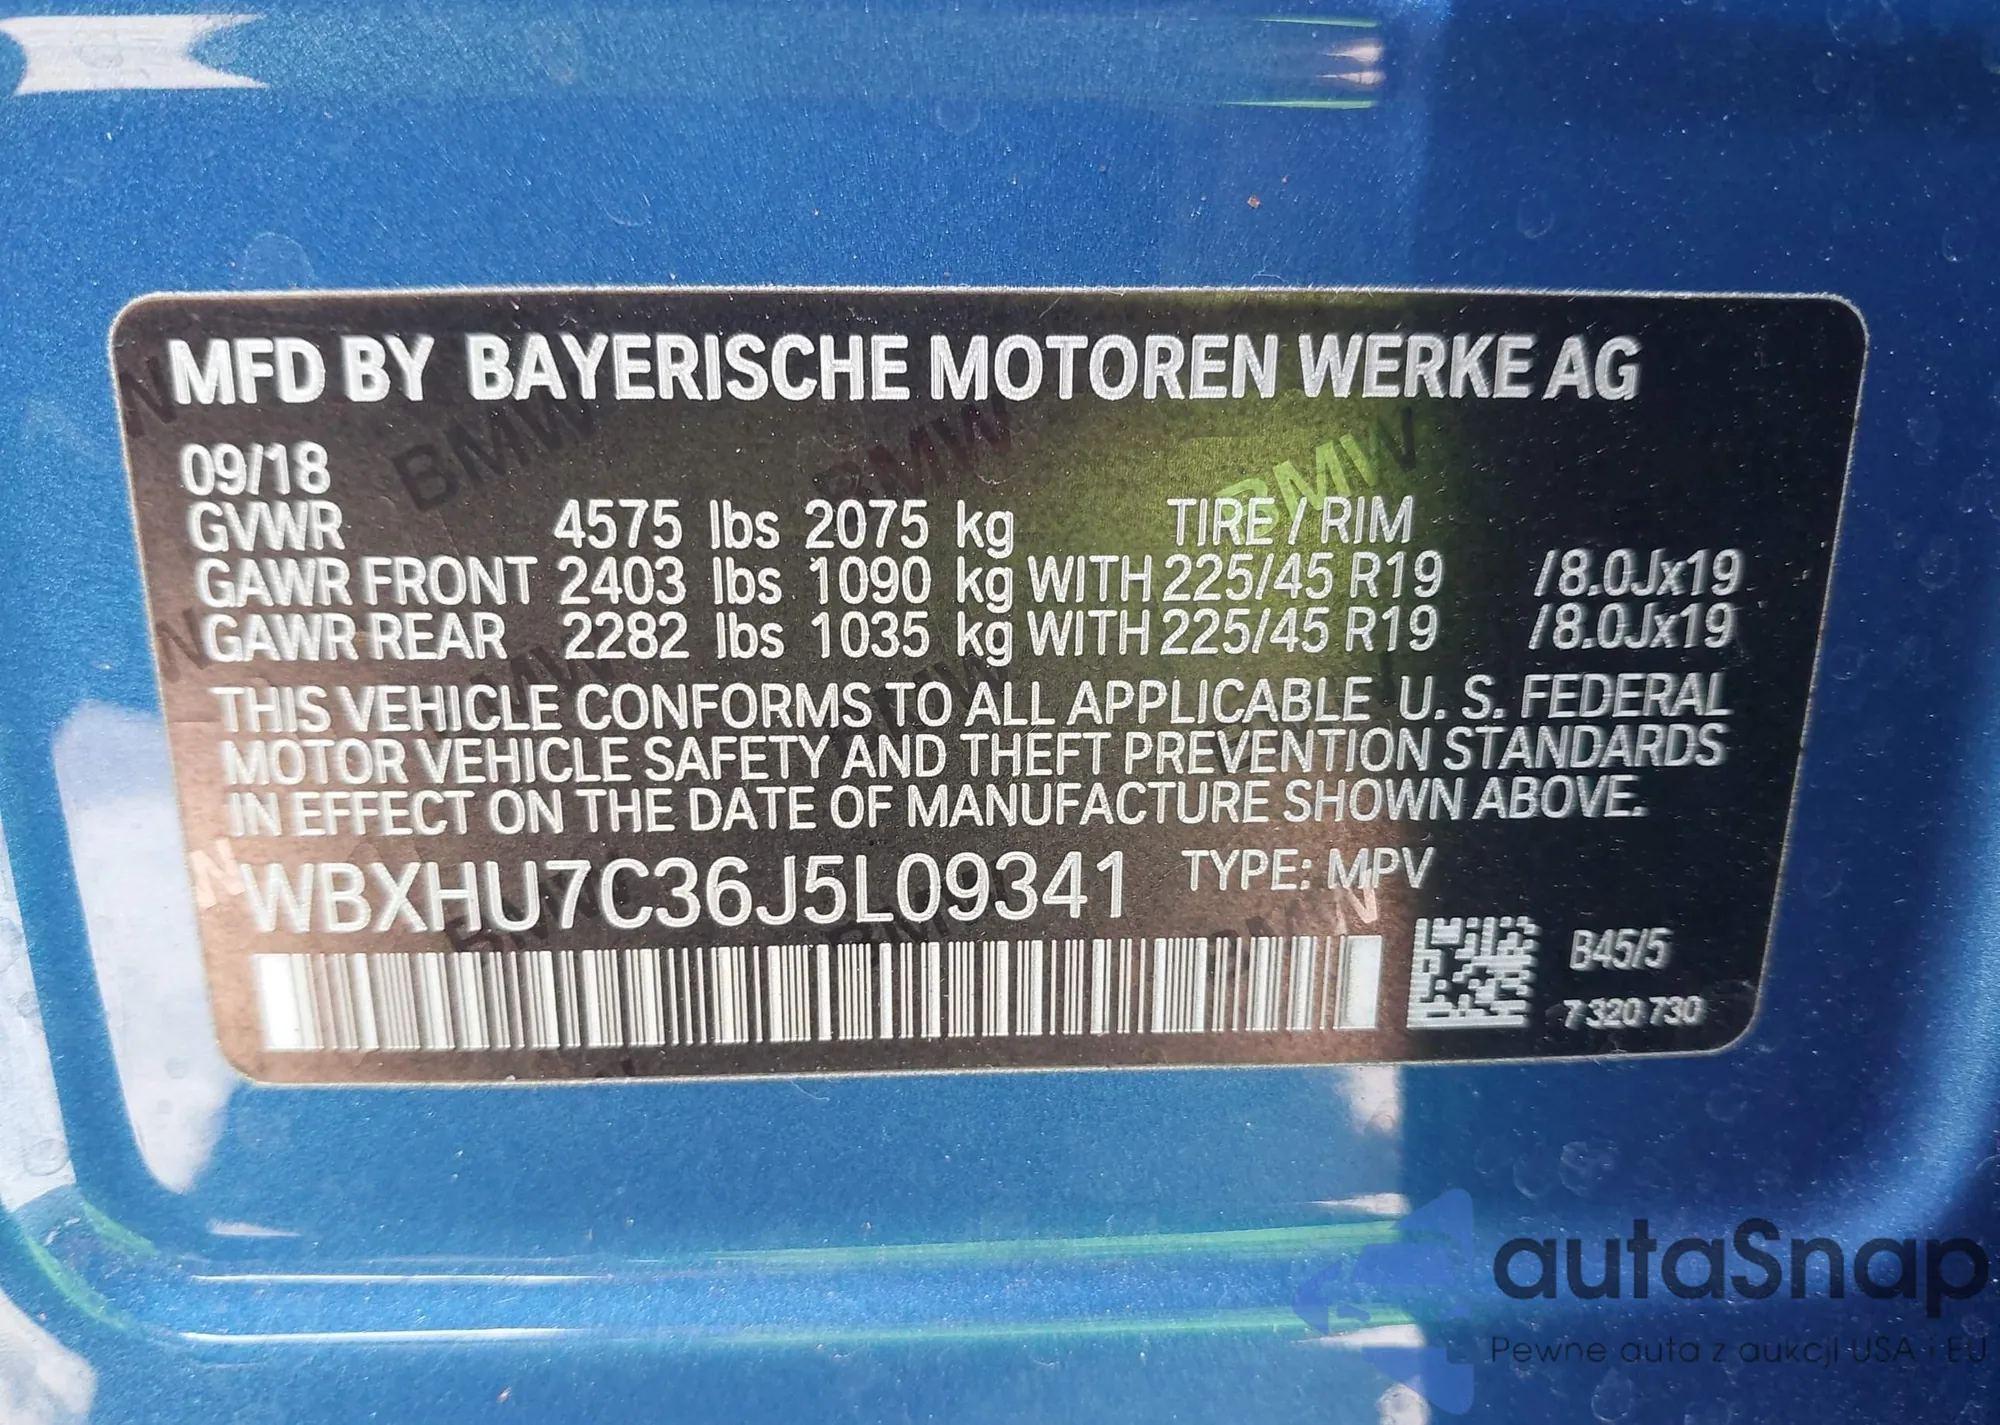 MFD BY BAYERISCHE MOTOREN WERKE AG
09/18
GVWR 4575 lbs 2075 kg TIRE / RIM
GAWR FRONT 2403 lbs 1090 kg WITH 225/45 R19 /8.0Jx19
GAWR REAR 2282 lbs 1035 kg WITH 225/45 R19 /8.0Jx19
THIS VEHICLE CONFORMS TO ALL APPLICABLE U. S. FEDERAL
MOTOR VEHICLE SAFETY AND THEFT PREVENTION STANDARDS
IN EFFECT ON THE DATE OF MANUFACTURE SHOWN ABOVE.
WBXHU7C36J5L09341 TYPE: MPV
B45/5
7 320 730
autaSnap
Pewne auta z aukcji USA i EU